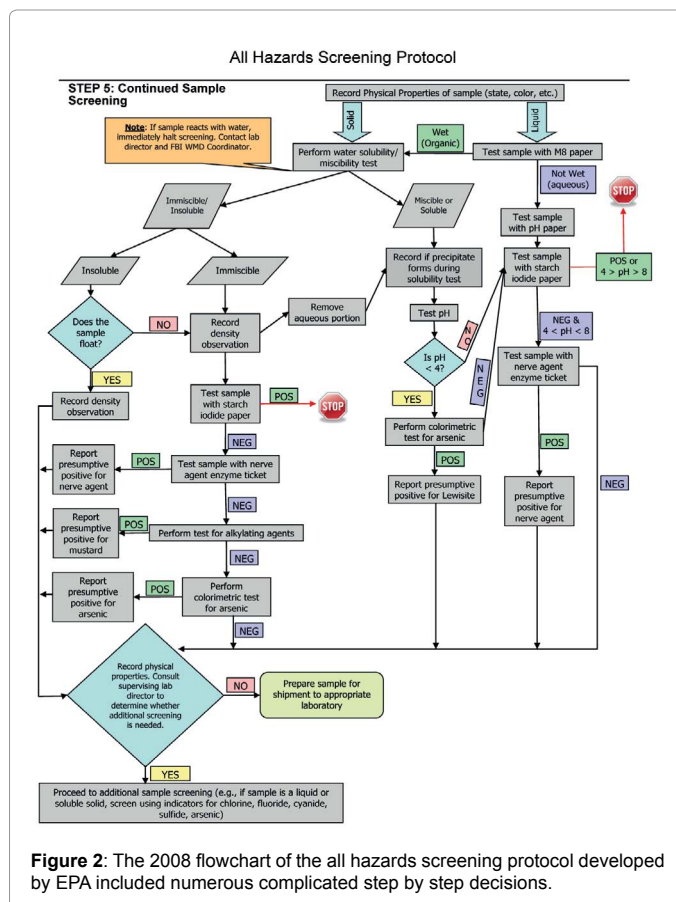 All Hazards Screening Protocol
STEP 5: Continued Sample
Screening
Record Physical Properties of sample (state, color, etc.)
Note: If sample reacts with water,
immediately halt screening. Contact lab
director and FBI WMD Coordinator.
Solid
Liquid
Wet
(Organic)
Perform water solubility/
miscibility test
Test sample with M8 paper
Not Wet
(aqueous)
STOP
Immiscible/
Insoluble
Miscible or
Soluble
Test sample
with pH paper
Insoluble
Immiscible
Record if precipitate
forms during
solubility test
Test sample
with starch
iodide paper
POS or
4 > pH > 8
Does the
sample
float?
NO
Record
density
observation
Remove
aqueous portion
Test pH
NO
NEG &
4 < pH < 8
Is pH
< 4?
NEG
Test sample with
nerve agent
enzyme ticket
YES
YES
Record density
observation
Test sample
with starch
iodide paper
POS
STOP
Perform colorimetric
test for arsenic
NEG
POS
POS
Report
presumptive
positive for
nerve agent
POS
Test sample with nerve
agent enzyme ticket
Report presumptive
positive for Lewisite
Report
presumptive
positive for
nerve agent
NEG
NEG
Report
presumptive
positive for
mustard
POS
Perform test for alkylating agents
NEG
Report
presumptive
positive for
arsenic
POS
Perform
colorimetric test
for arsenic
NEG
Record physical
properties. Consult
supervising lab
director to
determine whether
additional screening
is needed.
NO
Prepare sample for
shipment to appropriate
laboratory
YES
Proceed to additional sample screening (e.g., if sample is a liquid or
soluble solid, screen using indicators for chlorine, fluoride, cyanide,
sulfide, arsenic)
Figure 2: The 2008 flowchart of the all hazards screening protocol developed
by EPA included numerous complicated step by step decisions.